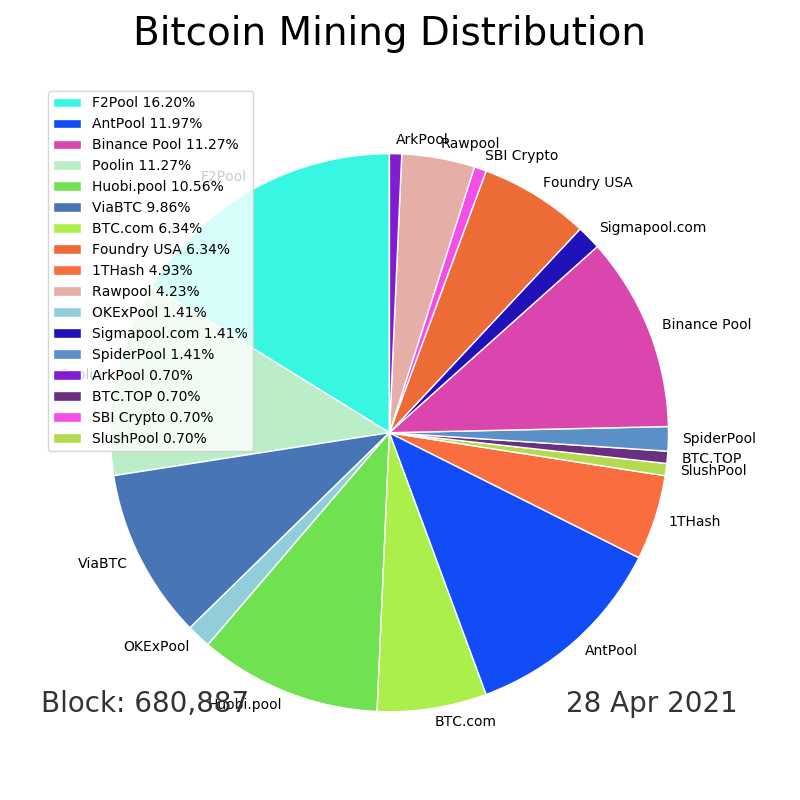 Bitcoin Mining Distribution
F2Pool 16.20%
AntPool 11.97%
Binance Pool 11.27%
Poolin 11.27%
Huobi.pool 10.56%
ViaBTC 9.86%
BTC.com 6.34%
Foundry USA 6.34%
1THash 4.93%
Rawpool 4.23%
OKExPool 1.41%
Sigmapool.com 1.41%
SpiderPool 1.41%
ArkPool 0.70%
BTC.TOP 0.70%
SBI Crypto 0.70%
SlushPool 0.70%
ArkPool
Rawpool
SBI Crypto
F2Pool
Foundry USA
Sigmapool.com
Binance Pool
Poolin
SpiderPool
BTC.TOP
SlushPool
1THash
ViaBTC
OKExPool
AntPool
Huobi.pool
BTC.com
Block: 680,887
28 Apr 2021